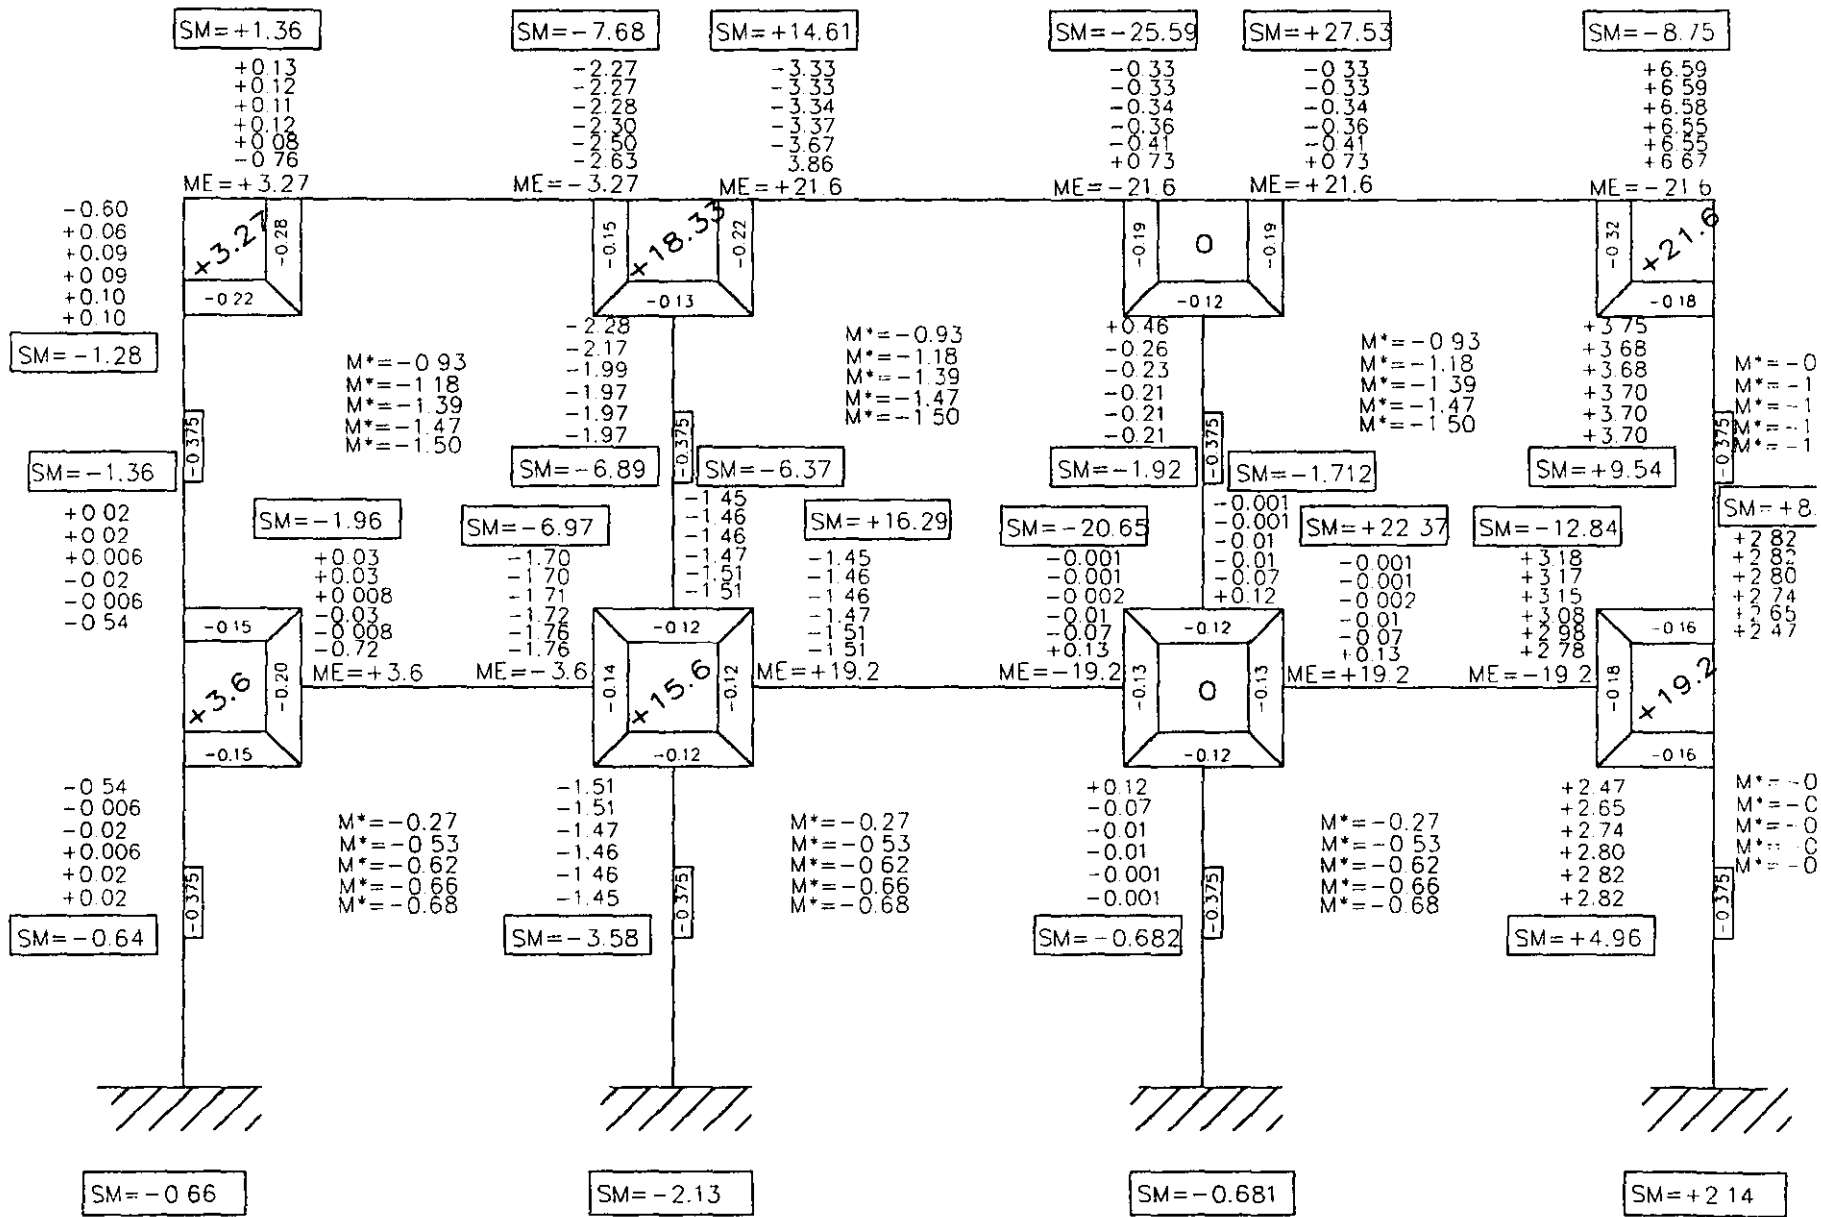 SM=+1.36 SM=-7.68 SM=+14.61 SM=-25.59 SM=+27.53 SM=-8.75
+0.13 -2.27 -3.33 -0.33 -0.33 +6.59
+0.12 -2.27 -3.33 -0.33 -0.33 +6.59
+0.11 -2.28 -3.34 -0.34 -0.34 +6.58
+0.12 -2.30 -3.37 -0.36 -0.36 +6.55
+0.08 -2.50 -3.67 -0.41 -0.41 +6.55
-0.76 -2.63 3.86 +0.73 +0.73 +6.67
ME=+3.27 ME=-3.27 ME=+21.6 ME=-21.6 ME=+21.6 ME=-21.6
-0.60
+0.06
+0.09
+0.09
+0.10
+0.10
SM=-1.28
+3.27 -0.28 -0.22
-0.15 +18.33 -0.22 -0.13
-0.19 0 -0.19 -0.12
-0.32 +21.6 -0.18
M*=-0.93
M*=-1.18
M*=-1.39
M*=-1.47
M*=-1.50
-2.28
-2.17
-1.99
-1.97
-1.97
-1.97
SM=-6.89
M*=-0.93
M*=-1.18
M*=-1.39
M*=-1.47
M*=-1.50
+0.46
-0.26
-0.23
-0.21
-0.21
-0.21
SM=-1.92
M*=-0.93
M*=-1.18
M*=-1.39
M*=-1.47
M*=-1.50
+3.75
+3.68
+3.68
+3.70
+3.70
+3.70
SM=+9.54
M*=-0
M*=-1
M*=-1
M*=-1
M*=-1
-0.375 -0.375 -0.375 -0.375
SM=-1.36
+0.02
+0.02
+0.006
-0.02
-0.006
-0.54
SM=-1.96
+0.03
+0.03
+0.008
-0.03
-0.008
-0.72
ME=+3.6
SM=-6.97
-1.70
-1.70
-1.71
-1.72
-1.76
-1.76
ME=-3.6
SM=-6.37
-1.45
-1.46
-1.46
-1.47
-1.51
-1.51
SM=+16.29
-1.45
-1.46
-1.46
-1.47
-1.51
-1.51
ME=+19.2
SM=-20.65
-0.001
-0.001
-0.002
-0.01
-0.07
+0.13
ME=-19.2
SM=-1.712
-0.001
-0.001
-0.01
-0.01
+0.07
+0.12
SM=+22.37
-0.001
-0.001
-0.002
-0.01
-0.07
+0.13
ME=+19.2
SM=-12.84
+3.18
+3.17
+3.15
+3.08
+2.98
+2.78
ME=-19.2
SM=+8.
+2.82
+2.82
+2.80
+2.74
+2.65
+2.47
-0.15 +3.6 -0.20 -0.15
-0.12 -0.14 +15.6 -0.12 -0.12
-0.12 -0.13 0 -0.13 -0.12
-0.16 -0.18 +19.2 -0.16
-0.54
-0.006
-0.02
+0.006
+0.02
+0.02
SM=-0.64
M*=-0.27
M*=-0.53
M*=-0.62
M*=-0.66
M*=-0.68
-1.51
-1.51
-1.47
-1.46
-1.46
-1.45
SM=-3.58
M*=-0.27
M*=-0.53
M*=-0.62
M*=-0.66
M*=-0.68
+0.12
-0.07
-0.01
-0.01
-0.001
-0.001
SM=-0.682
M*=-0.27
M*=-0.53
M*=-0.62
M*=-0.66
M*=-0.68
+2.47
+2.65
+2.74
+2.80
+2.82
+2.82
SM=+4.96
M*=-0
M*=-0
M*=-0
M*=-0
M*=-0
-0.375 -0.375 -0.375 -0.375
SM=-0.66 SM=-2.13 SM=-0.681 SM=+2.14